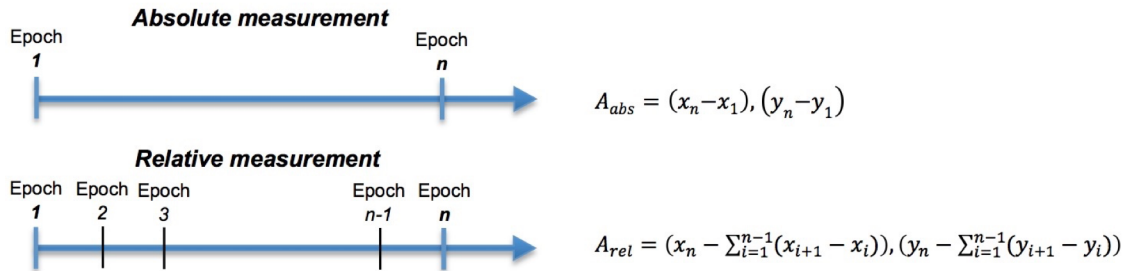 Absolute measurement
Epoch Epoch
1 n
A_abs = (x_n−x_1), (y_n−y_1)
Relative measurement
Epoch Epoch Epoch Epoch Epoch
1 2 3 n-1 n
A_rel = (x_n − ∑_{i=1}^{n−1}(x_{i+1} − x_i)), (y_n − ∑_{i=1}^{n−1}(y_{i+1} − y_i))